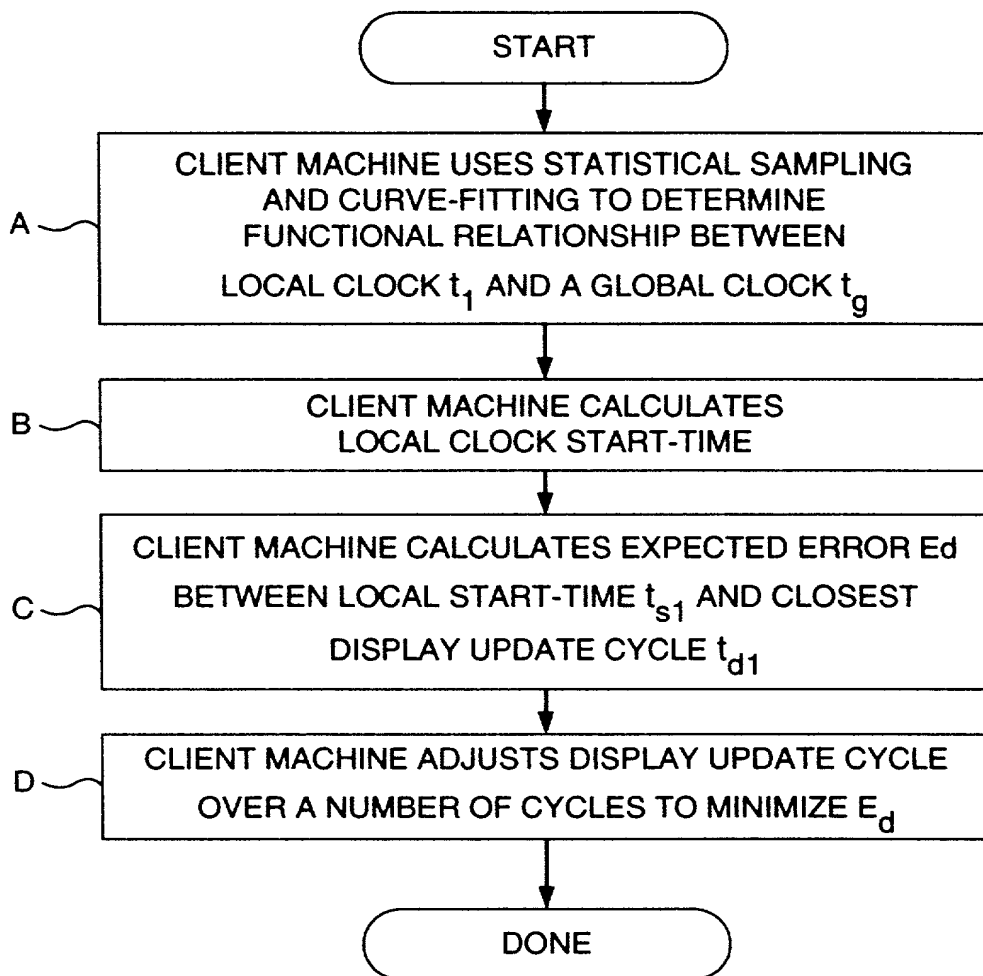 START
A
CLIENT MACHINE USES STATISTICAL SAMPLING
AND CURVE-FITTING TO DETERMINE
FUNCTIONAL RELATIONSHIP BETWEEN
LOCAL CLOCK t1 AND A GLOBAL CLOCK tg
B
CLIENT MACHINE CALCULATES
LOCAL CLOCK START-TIME
C
CLIENT MACHINE CALCULATES EXPECTED ERROR Ed
BETWEEN LOCAL START-TIME ts1 AND CLOSEST
DISPLAY UPDATE CYCLE td1
D
CLIENT MACHINE ADJUSTS DISPLAY UPDATE CYCLE
OVER A NUMBER OF CYCLES TO MINIMIZE Ed
DONE